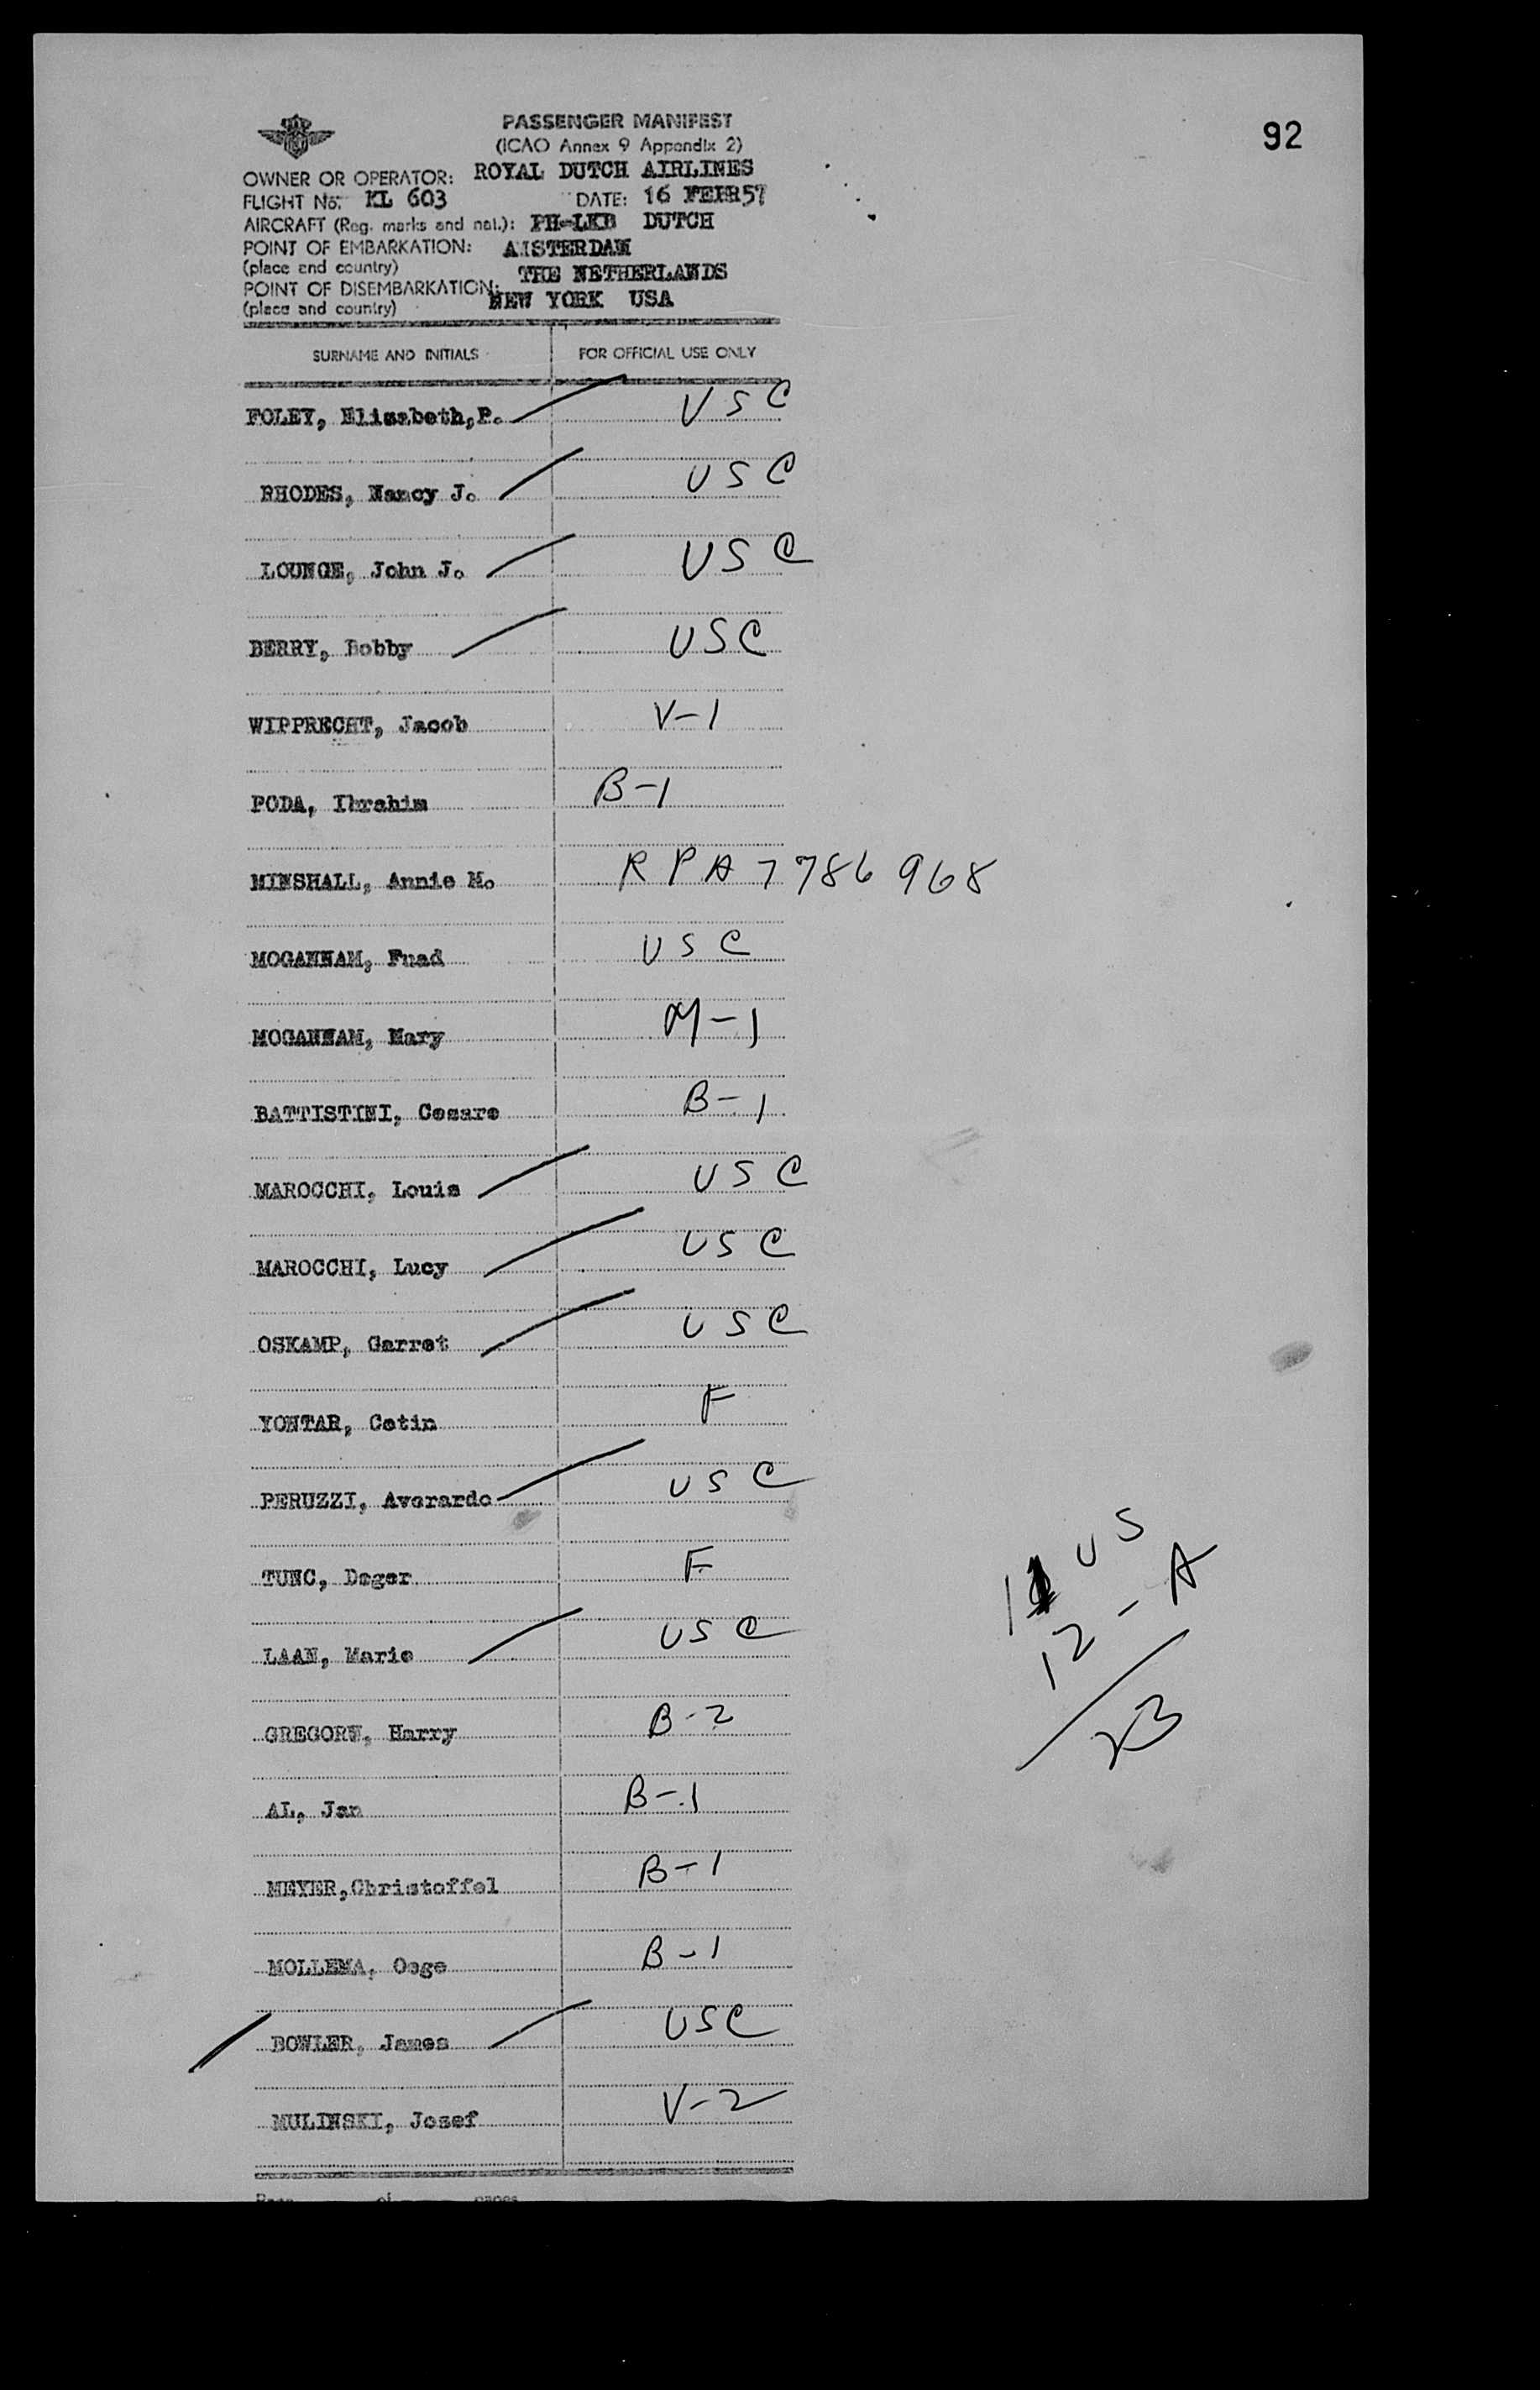 92
PASSENGER MANIFEST
(ICAO Annex 9 Appendix 2)
OWNER OR OPERATOR: ROYAL DUTCH AIRLINES
FLIGHT No: KL 603 DATE: 16 57
AIRCRAFT (Reg. marks and nat.): PH-LKB DUTCH
POINT OF EMBARKATION: AMSTERDAM
(place and country) THE NETHERLANDS
POINT OF DISEMBARKATION: NEW YORK USA
(place and country)
SURNAME AND INITIALS FOR OFFICIAL USE ONLY
FOLEY, Elisabeth,P. USC
RHODES, Nancy J. USC
LOUNGE, John J. USC
BERRY, Bobby USC
WIPPRECHT, Jacob V-1
PODA, Ibrahim B-1
MINSHALL, Annie M. RPA7786968
MOGANNAM, Fuad USC
MOGANNAM, Mary M-1
BATTISTINI, Cesare B-1
MAROCCHI, Louis USC
MAROCCHI, Lucy USC
OSKAMP, Garret USC
YONTAR, Cetin F
PERUZZI, Averardo USC
TUNC, Deger F
LAAN, Marie USC
GREGORW, Harry B-2
AL, Jan B-1
MEYER,Christoffel B-1
MOLLEMA, Oege B-1
BOWLER, James USC
MULINSKI, Josef V-2
11 US
12 - A
23